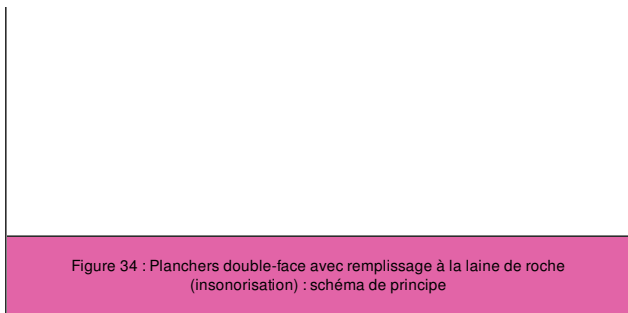 Figure 34 : Planchers double-face avec remplissage à la laine de roche
(insonorisation) : schéma de principe